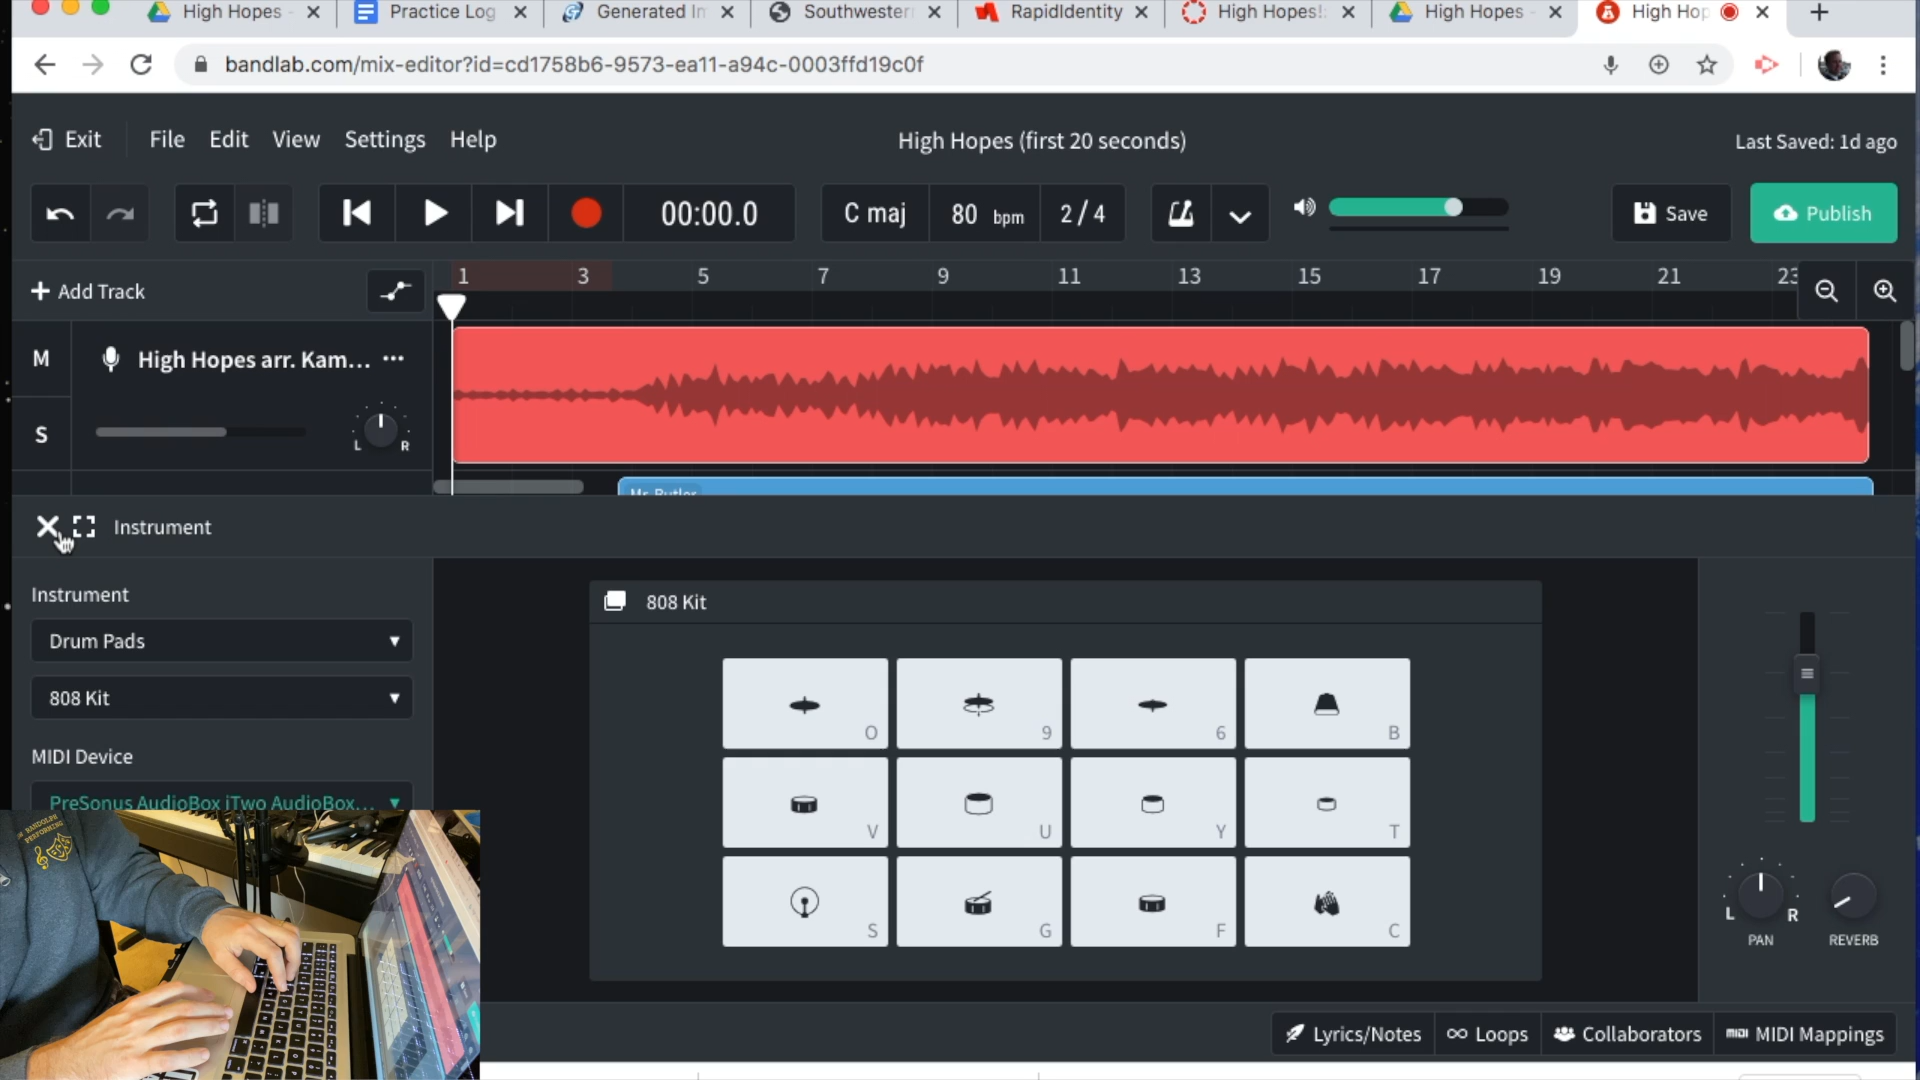 High Hopes -
Practice Log
Generated In
Southwester
RapidIdentity
High Hopes!:
High Hopes -
High Hop
bandlab.com/mix-editor?id=cd1758b6-9573-ea11-a94c-0003ffd19c0f
Exit File Edit View Settings Help
High Hopes (first 20 seconds)
Last Saved: 1d ago
00:00.0 C maj 80 bpm 2/4 Save Publish
+ Add Track
1 3 5 7 9 11 13 15 17 19 21 23
M High Hopes arr. Kam... •••
S L R
Mr. Butler
Instrument
Instrument
Drum Pads
808 Kit
MIDI Device
PreSonus AudioBox iTwo AudioBox...
808 Kit
O 9 6 B
V U Y T
S G F C
L R
PAN REVERB
RANDOLPH
PERFORMING
Lyrics/Notes Loops Collaborators MIDI Mappings